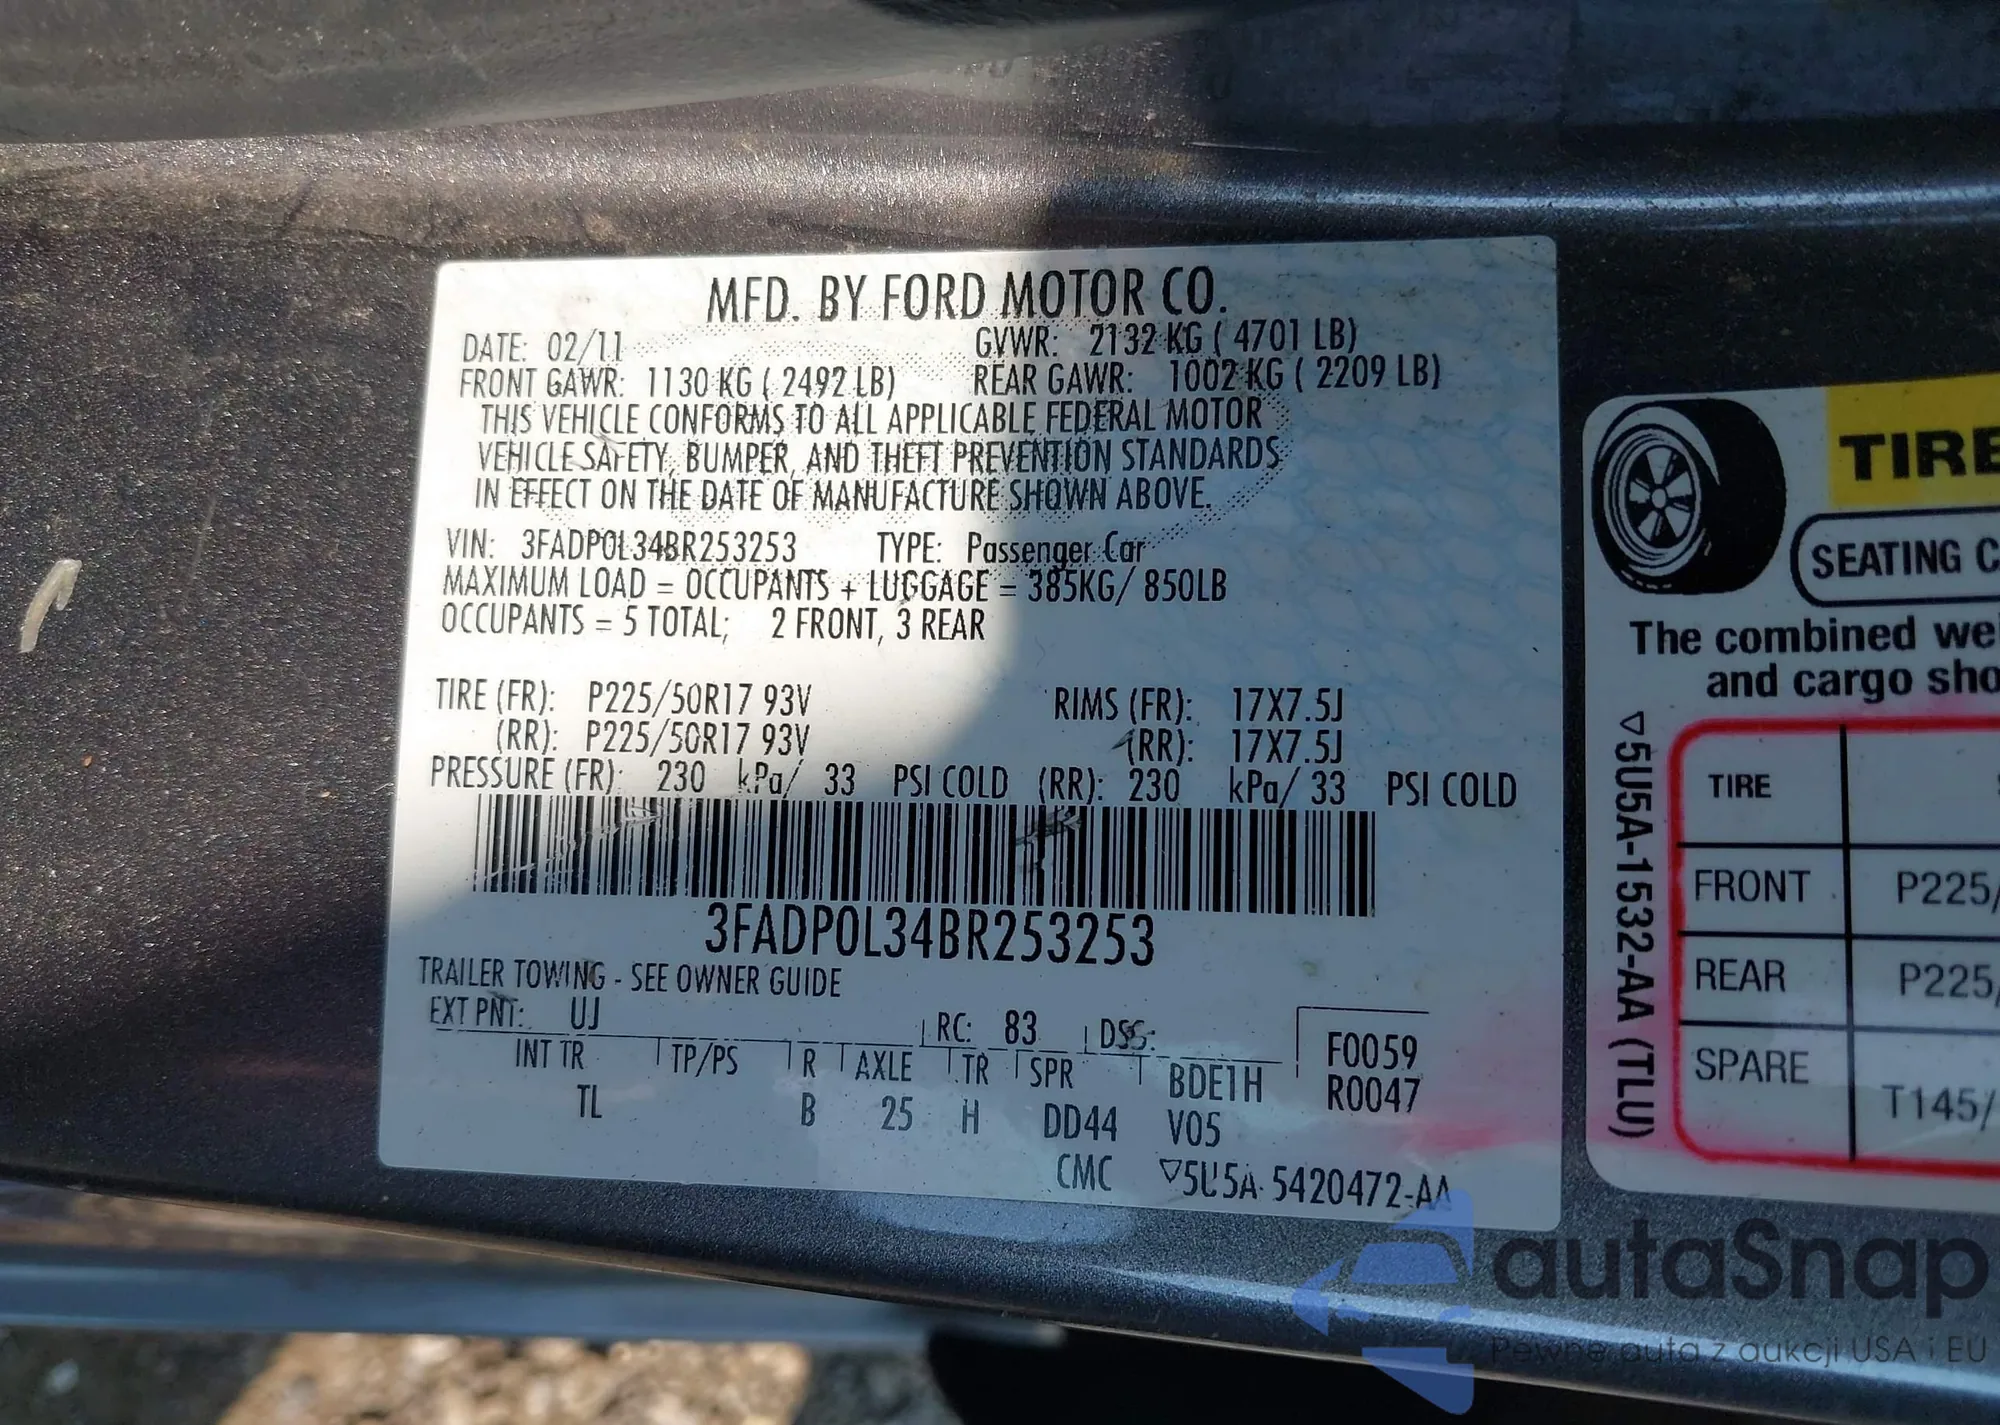 MFD. BY FORD MOTOR CO.
DATE: 02/11 GVWR: 2132 KG ( 4701 LB)
FRONT GAWR: 1130 KG ( 2492 LB) REAR GAWR: 1002 KG ( 2209 LB)
THIS VEHICLE CONFORMS TO ALL APPLICABLE FEDERAL MOTOR
VEHICLE SAFETY, BUMPER, AND THEFT PREVENTION STANDARDS
IN EFFECT ON THE DATE OF MANUFACTURE SHOWN ABOVE.
VIN: 3FADP0L34BR253253 TYPE: Passenger Car
MAXIMUM LOAD = OCCUPANTS + LUGGAGE = 385KG/ 850LB
OCCUPANTS = 5 TOTAL; 2 FRONT, 3 REAR
TIRE (FR): P225/50R17 93V RIMS (FR): 17X7.5J
(RR): P225/50R17 93V (RR): 17X7.5J
PRESSURE (FR): 230 kPa/ 33 PSI COLD (RR): 230 kPa/ 33 PSI COLD
3FADP0L34BR253253
TRAILER TOWING - SEE OWNER GUIDE
EXT PNT: UJ RC: 83 DSG: F0059
INT TR TP/PS R AXLE TR SPR BDE1H R0047
TL B 25 H DD44 V05
CMC ▽5U5A-5420472-AA
TIRE
SEATING C
The combined wei
and cargo sho
▽5U5A-1532-AA (TLU)
TIRE
FRONT P225/
REAR P225/
SPARE T145/
autaSnap
Pewne auta z aukcji USA i EU